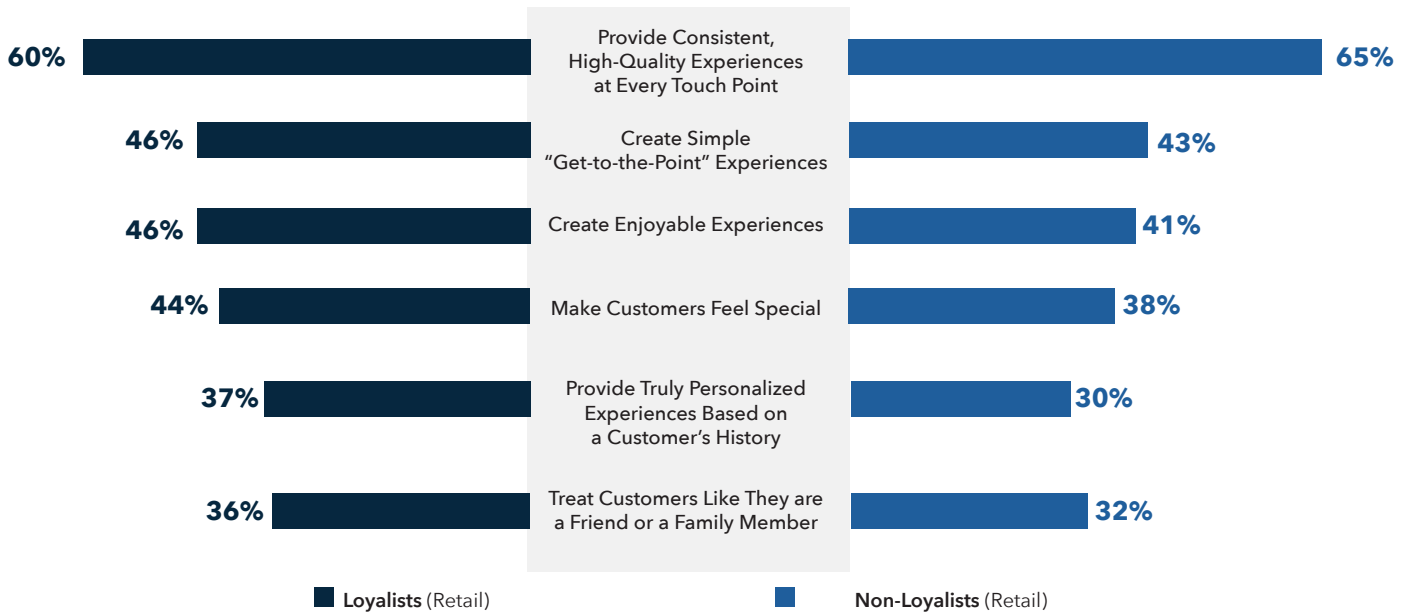 Provide Consistent,
60% High-Quality Experiences 65%
at Every Touch Point
46% Create Simple 43%
“Get-to-the-Point” Experiences
46% Create Enjoyable Experiences 41%
44% Make Customers Feel Special 38%
Provide Truly Personalized
37% Experiences Based on 30%
a Customer’s History
36% Treat Customers Like They are 32%
a Friend or a Family Member
Loyalists (Retail) Non-Loyalists (Retail)